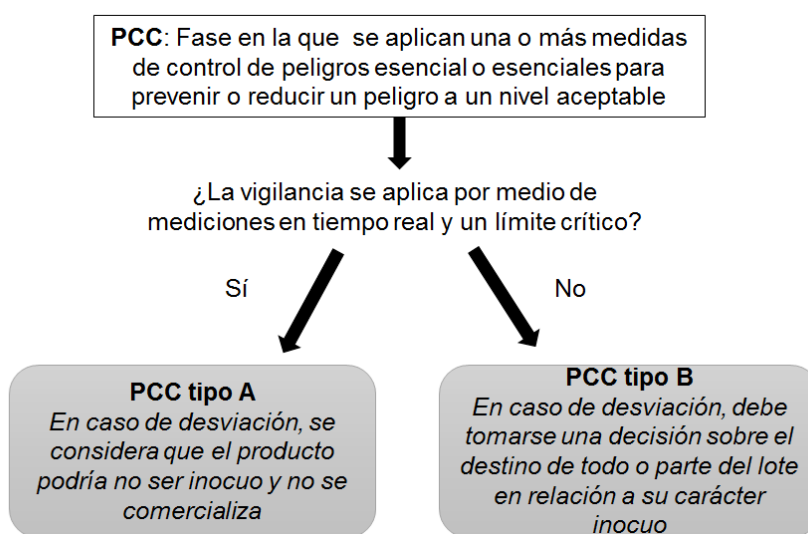 PCC: Fase en la que se aplican una o más medidas
de control de peligros esencial o esenciales para
prevenir o reducir un peligro a un nivel aceptable
¿La vigilancia se aplica por medio de
mediciones en tiempo real y un límite crítico?
Sí
No
PCC tipo A
En caso de desviación, se
considera que el producto
podría no ser inocuo y no se
comercializa
PCC tipo B
En caso de desviación, debe
tomarse una decisión sobre el
destino de todo o parte del lote
en relación a su carácter
inocuo